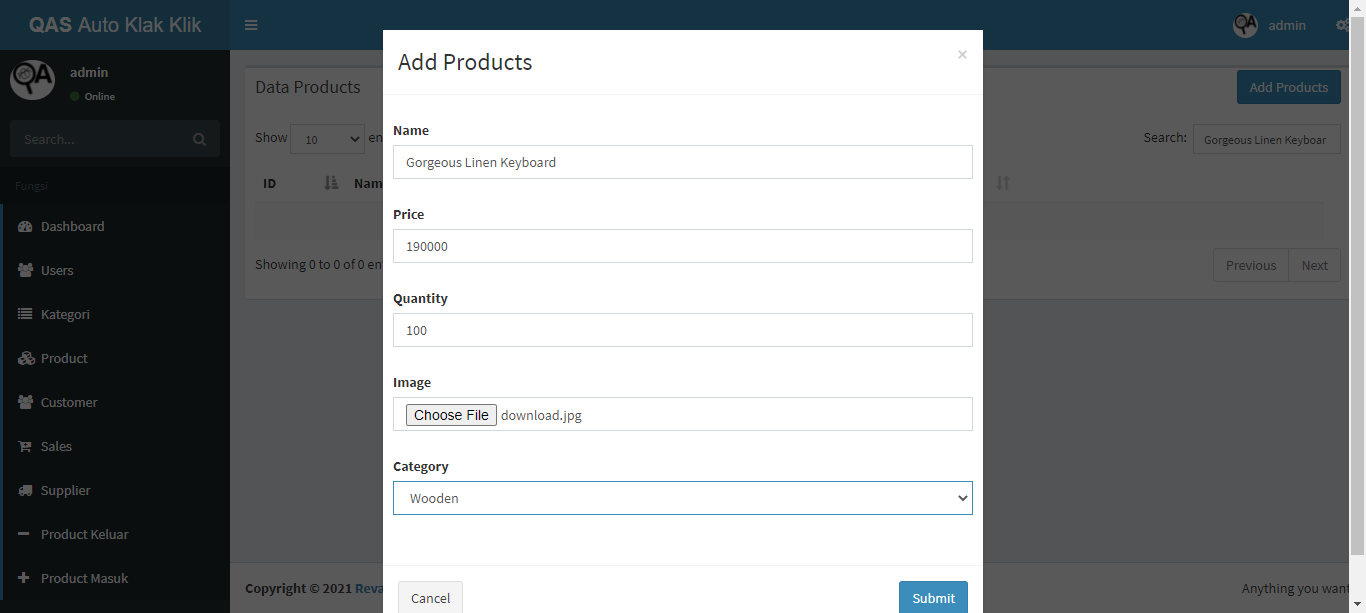 QAS Auto Klak Klik
admin
admin
Online
Search...
Fungsi
Dashboard
Users
Kategori
Product
Customer
Sales
Supplier
Product Keluar
Product Masuk
Data Products
Add Products
Show 10 en
Search: Gorgeous Linen Keyboar
ID Nam
Showing 0 to 0 of 0 en
Previous Next
Add Products ×
Name
Gorgeous Linen Keyboard
Price
190000
Quantity
100
Image
Choose File download.jpg
Category
Wooden
Cancel Submit
Copyright © 2021 Reva
Anything you want